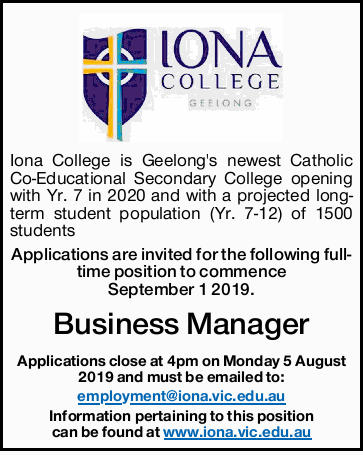 IONA
COLLEGE
GEELONG
Iona College is Geelong's newest Catholic
Co-Educational Secondary College opening
with Yr. 7 in 2020 and with a projected long-
term student population (Yr. 7-12) of 1500
students
Applications are invited for the following full-
time position to commence
September 1 2019.
Business Manager
Applications close at 4pm on Monday 5 August
2019 and must be emailed to:
employment@iona.vic.edu.au
Information pertaining to this position
can be found at www.iona.vic.edu.au